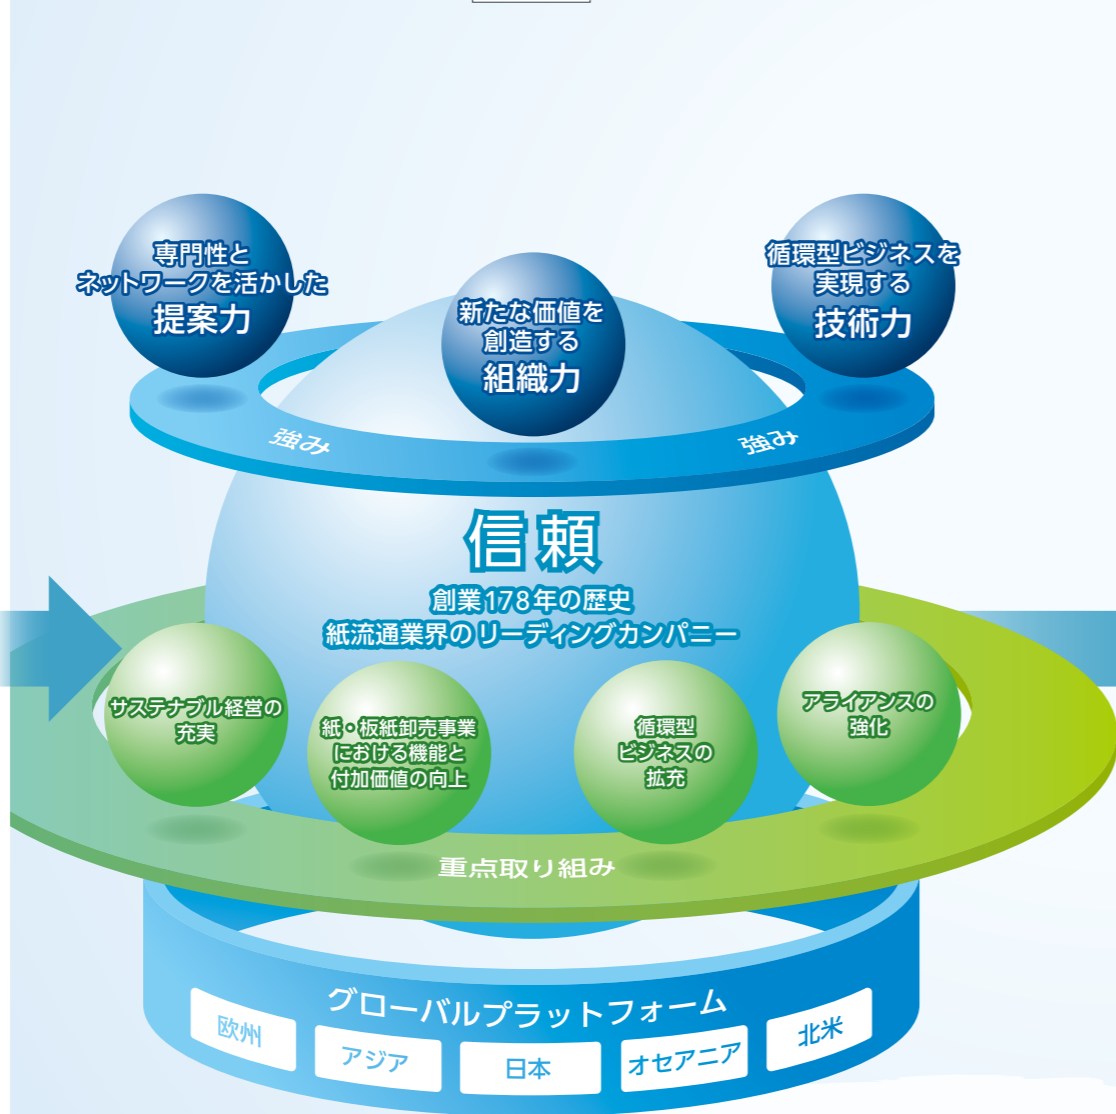 専門性と
ネットワークを活かした
提案力
新たな価値を
創造する
組織力
循環型ビジネスを
実現する
技術力
強み
強み
信頼
創業178年の歴史
紙流通業界のリーディングカンパニー
サステナブル経営の
充実
紙・板紙卸売事業
における機能と
付加価値の向上
循環型
ビジネスの
拡充
アライアンスの
強化
重点取り組み
グローバルプラットフォーム
欧州
アジア
日本
オセアニア
北米